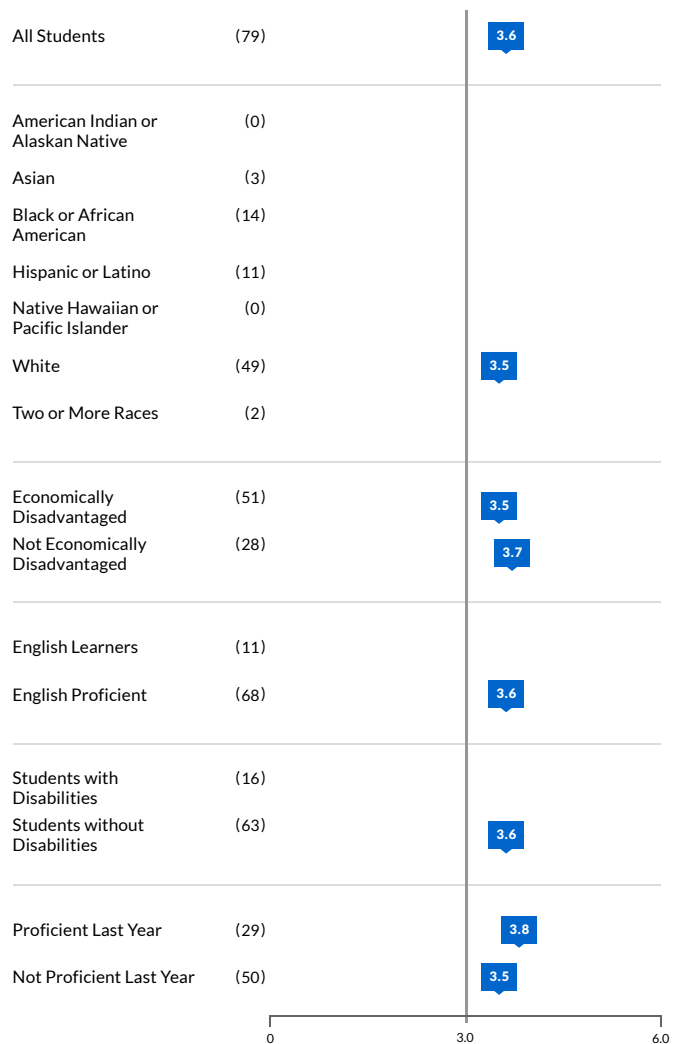 All Students (79) 3.6
American Indian or
Alaskan Native (0)
Asian (3)
Black or African
American (14)
Hispanic or Latino (11)
Native Hawaiian or
Pacific Islander (0)
White (49) 3.5
Two or More Races (2)
Economically
Disadvantaged (51) 3.5
Not Economically
Disadvantaged (28) 3.7
English Learners (11)
English Proficient (68) 3.6
Students with
Disabilities (16)
Students without
Disabilities (63) 3.6
Proficient Last Year (29) 3.8
Not Proficient Last Year (50) 3.5
0 3.0 6.0